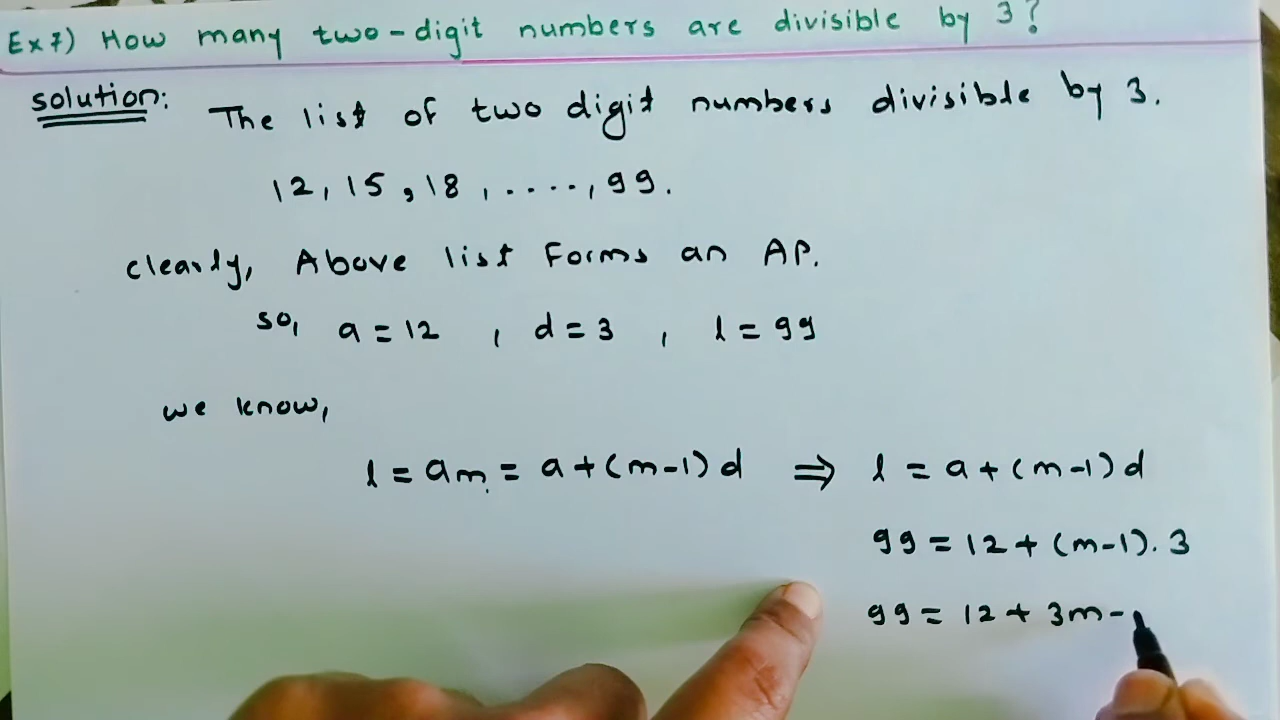 Ex 7) How many two-digit numbers are divisible by 3?
solution: The list of two digit numbers divisible by 3.
12, 15, 18, ...., 99.
clearly, Above list Forms an AP.
so, a = 12 , d = 3 , l = 99
we know,
l = am = a + (m-1) d ⇒ l = a + (m-1) d
99 = 12 + (m-1). 3
99 = 12 + 3m -